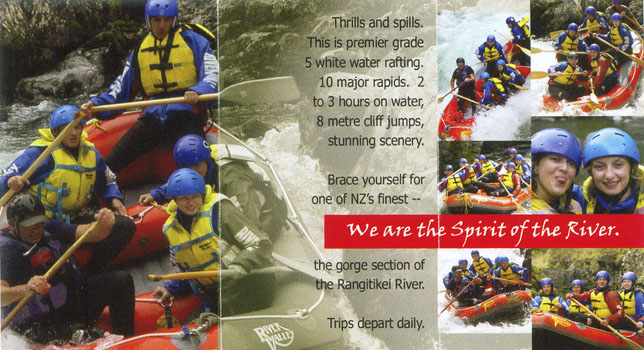 Thrills and spills.
This is premier grade
5 white water rafting.
10 major rapids. 2
to 3 hours on water,
8 metre cliff jumps,
stunning scenery.
Brace yourself for
one of NZ's finest --
We are the Spirit of the River.
the gorge section of
the Rangitikei River.
Trips depart daily.
RIVER
VALLEY